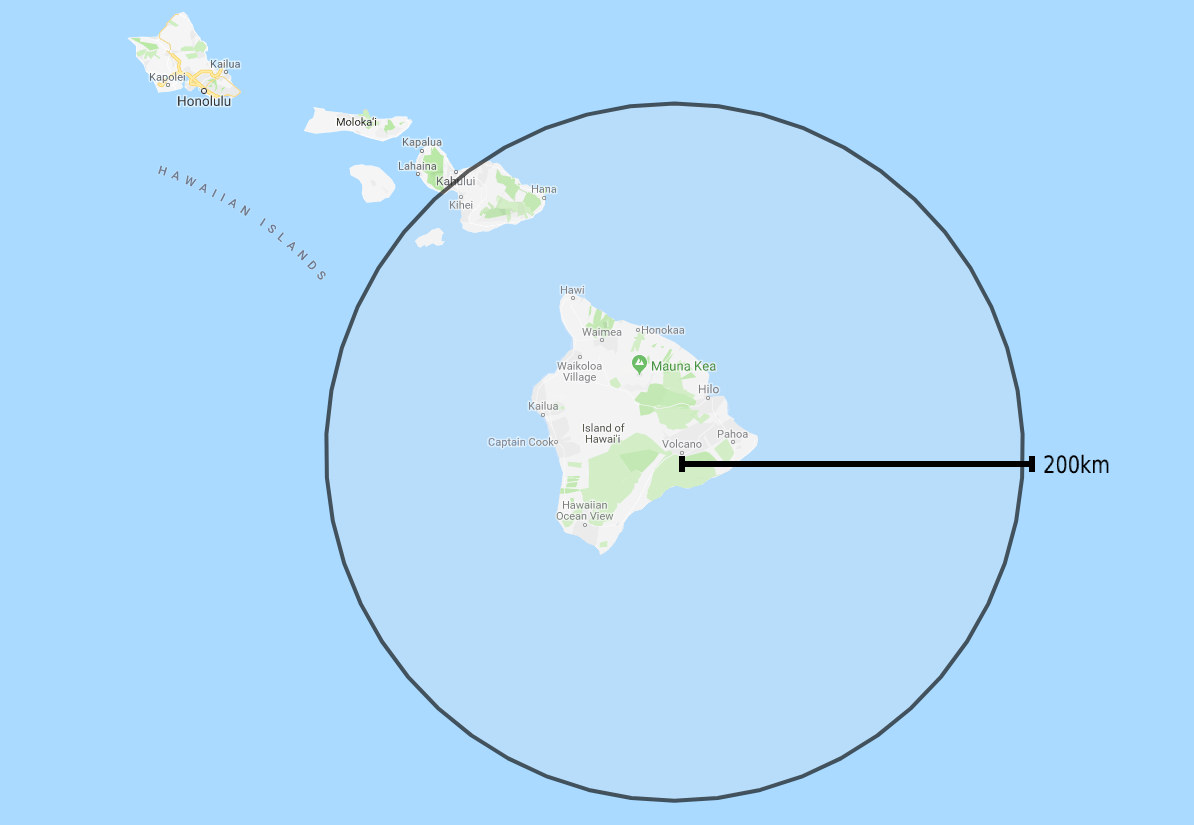 Kailua
Kapolei
Honolulu
Moloka'i
Kapalua
Lahaina
Kahului
Hana
Kihei
HAWAIIAN ISLANDS
Hawi
Waimea
Honokaa
Waikoloa
Village
Mauna Kea
Hilo
Kailua
Island of
Hawai'i
Pahoa
Captain Cook
Volcano
200km
Hawaiian
Ocean View